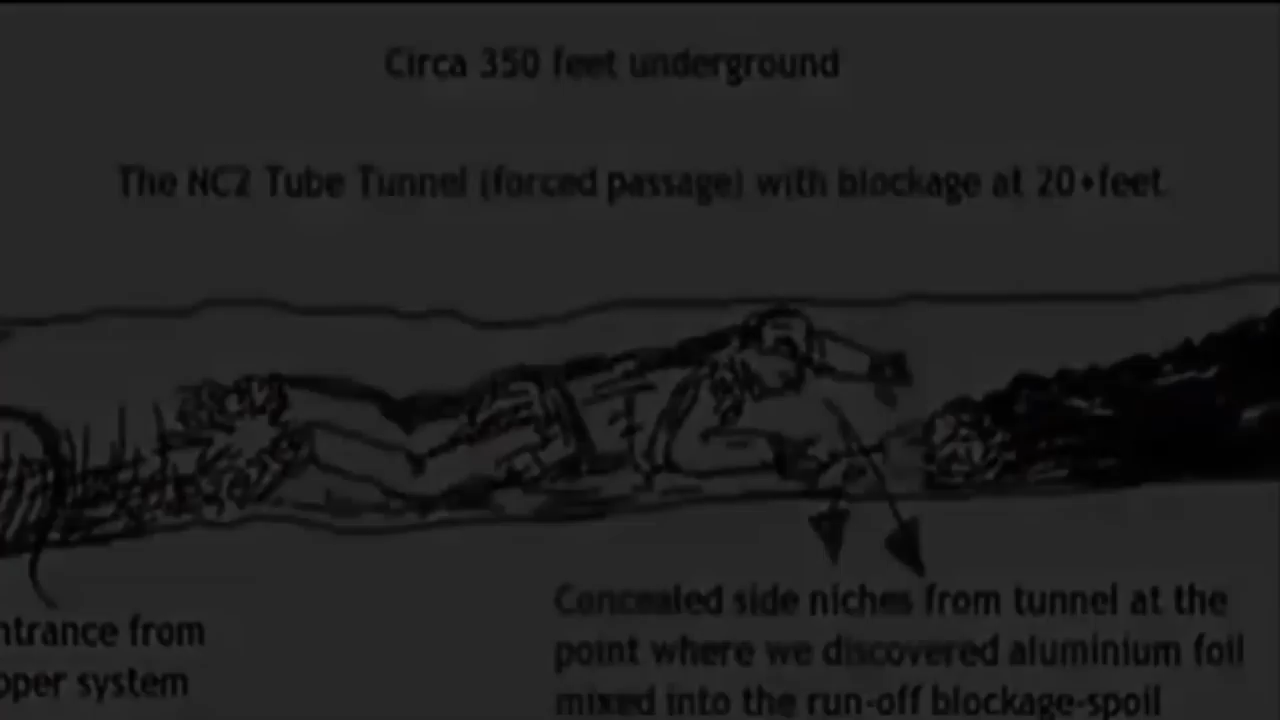 Circa 350 feet underground
The NC2 Tube Tunnel (forced passage) with blockage at 20+feet.
ntrance from
pper system
Concealed side niches from tunnel at the
point where we discovered aluminium foil
mixed into the run-off blockage-spoil